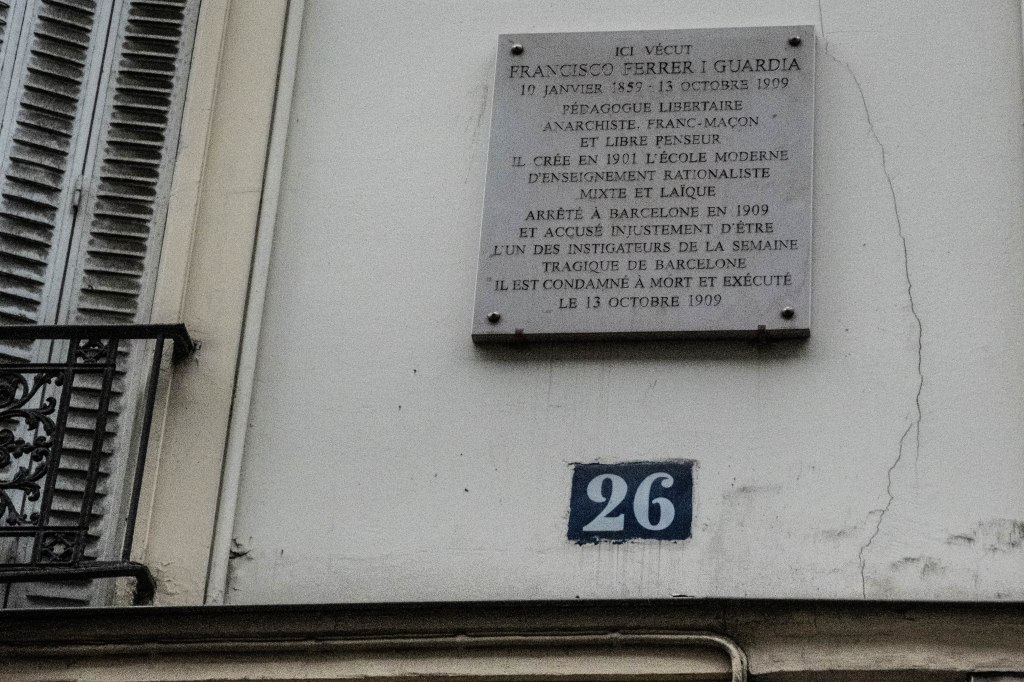 ICI VÉCUT
FRANCISCO FERRER I GUARDIA
10 JANVIER 1859 - 13 OCTOBRE 1909
PÉDAGOGUE LIBERTAIRE
ANARCHISTE, FRANC-MAÇON
ET LIBRE PENSEUR
IL CRÉE EN 1901 L'ÉCOLE MODERNE
D'ENSEIGNEMENT RATIONALISTE
MIXTE ET LAÏQUE
ARRÊTÉ À BARCELONE EN 1909
ET ACCUSÉ INJUSTEMENT D'ÊTRE
L'UN DES INSTIGATEURS DE LA SEMAINE
TRAGIQUE DE BARCELONE
IL EST CONDAMNÉ À MORT ET EXÉCUTÉ
LE 13 OCTOBRE 1909
26